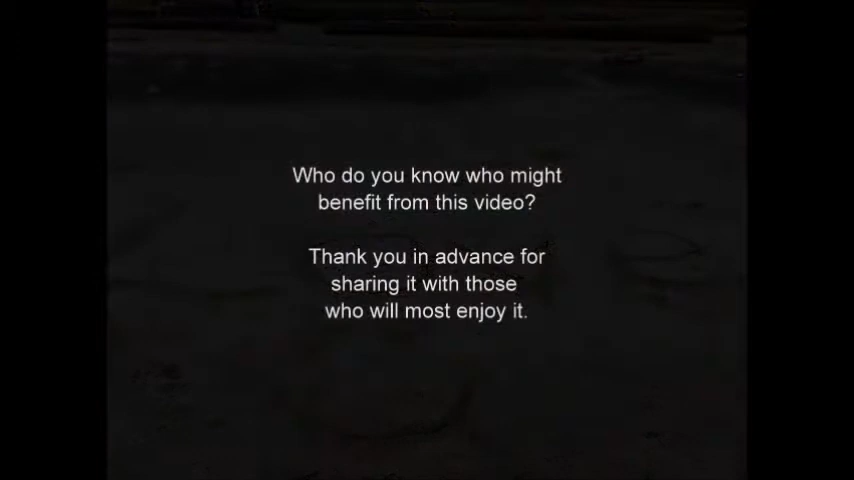 Who do you know who might
benefit from this video?
Thank you in advance for
sharing it with those
who will most enjoy it.